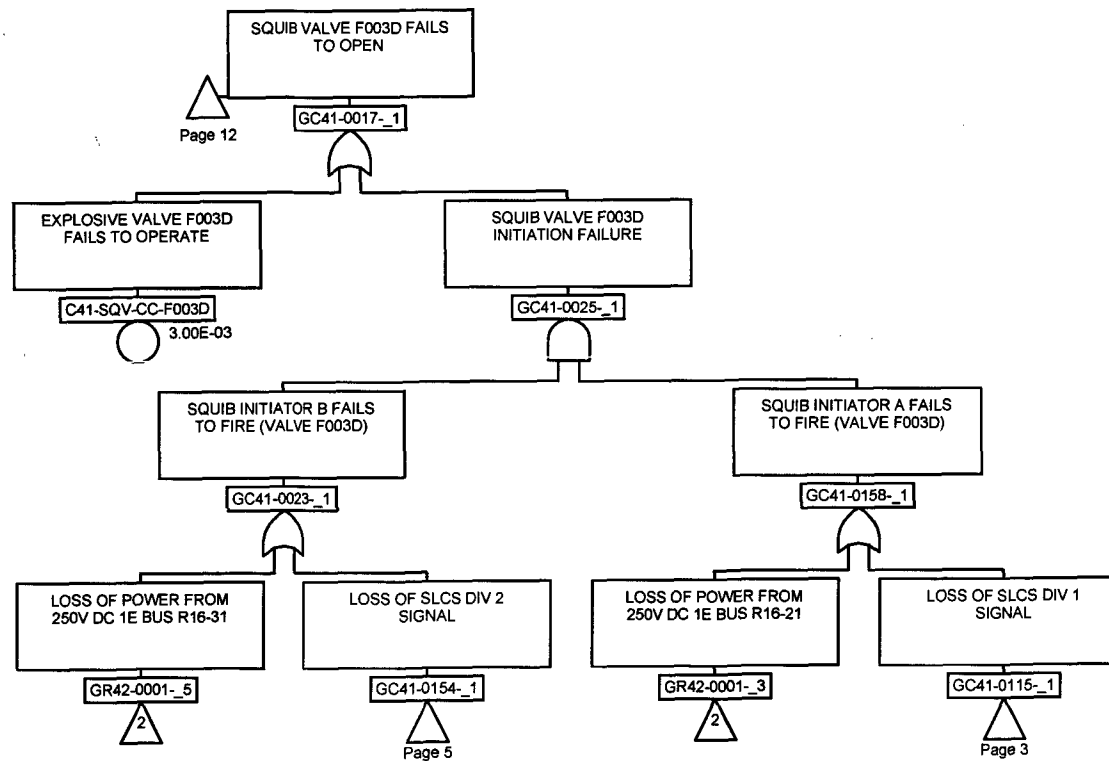 SQUIB VALVE F003D FAILS
TO OPEN
Page 12
GC41-0017-_1
EXPLOSIVE VALVE F003D
FAILS TO OPERATE
SQUIB VALVE F003D
INITIATION FAILURE
C41-SQV-CC-F003D
3.00E-03
GC41-0025-_1
SQUIB INITIATOR B FAILS
TO FIRE (VALVE F003D)
SQUIB INITIATOR A FAILS
TO FIRE (VALVE F003D)
GC41-0023-_1
GC41-0158-_1
LOSS OF POWER FROM
250V DC 1E BUS R16-31
LOSS OF SLCS DIV 2
SIGNAL
LOSS OF POWER FROM
250V DC 1E BUS R16-21
LOSS OF SLCS DIV 1
SIGNAL
GR42-0001-_5
GC41-0154-_1
GR42-0001-_3
GC41-0115-_1
2
Page 5
2
Page 3